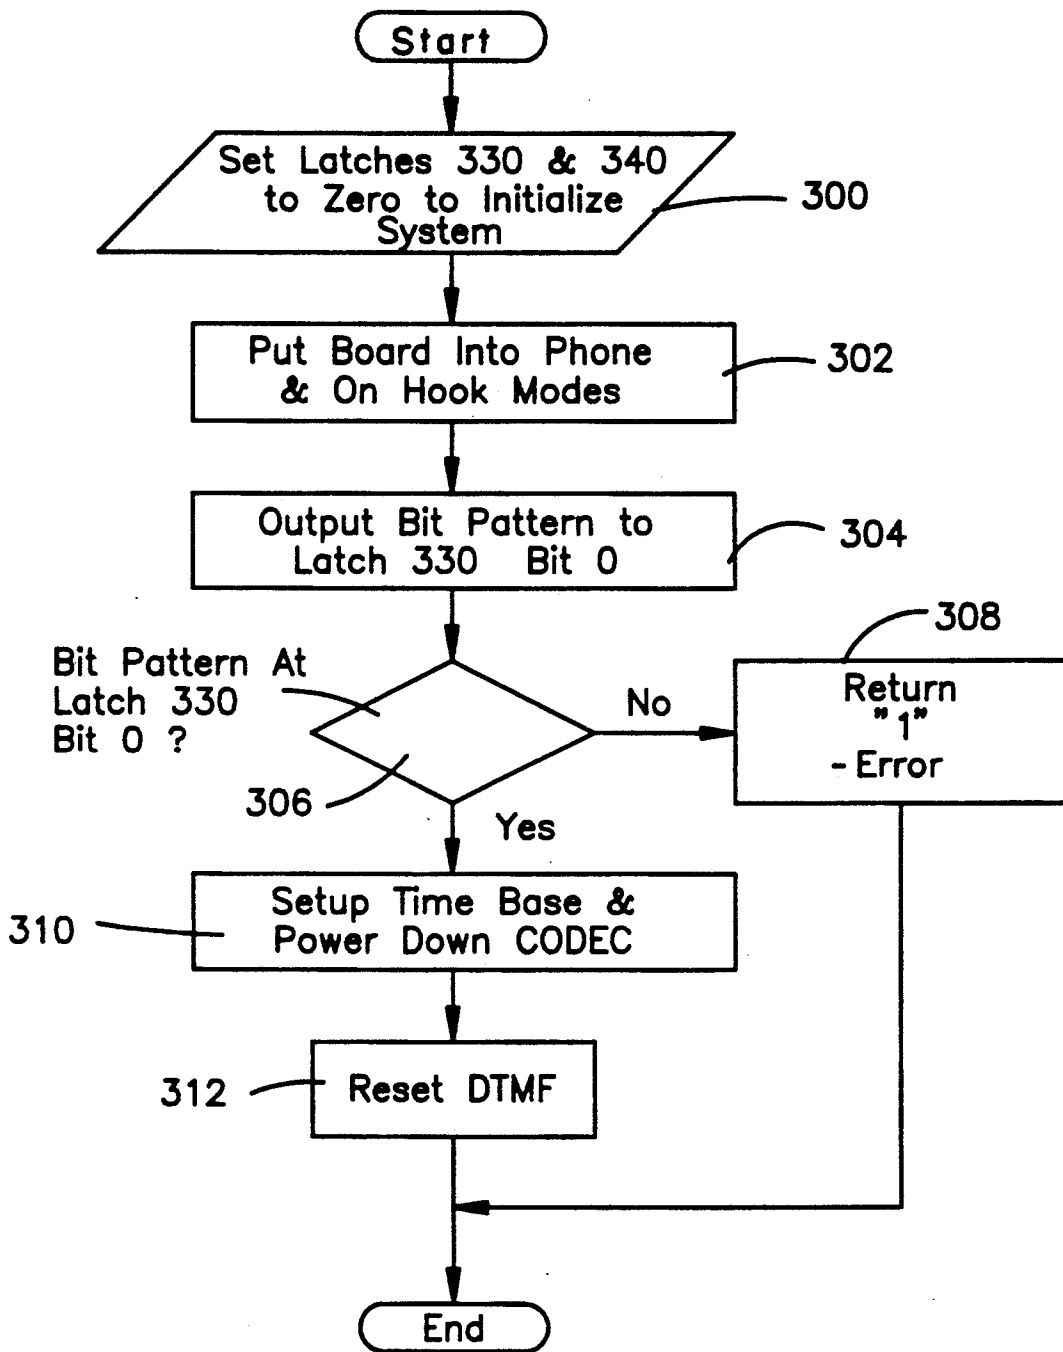 Start
Set Latches 330 & 340
to Zero to Initialize
System
300
Put Board Into Phone
& On Hook Modes
302
Output Bit Pattern to
Latch 330 Bit 0
304
Bit Pattern At
Latch 330
Bit 0 ?
306
No
308
Return
"1"
- Error
Yes
Setup Time Base &
Power Down CODEC
310
Reset DTMF
312
End